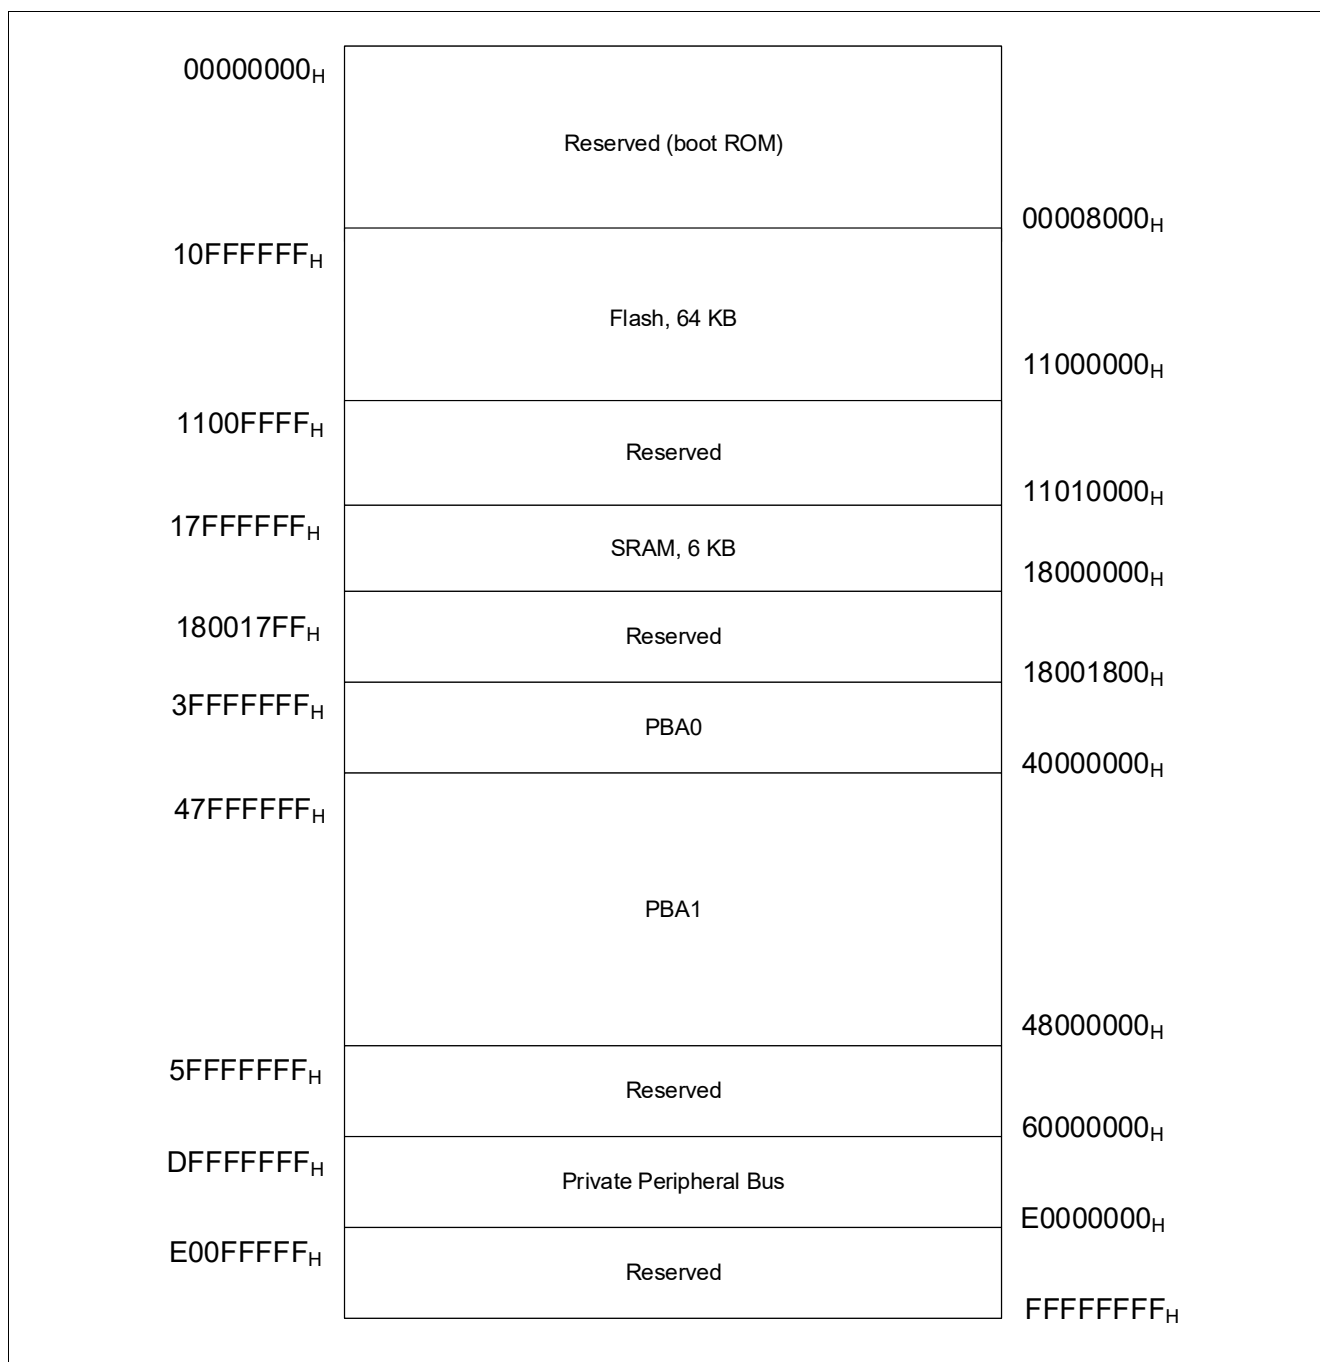 00000000H
Reserved (boot ROM)
00008000H
10FFFFFFH
Flash, 64 KB
11000000H
1100FFFFH
Reserved
11010000H
17FFFFFFH
SRAM, 6 KB
18000000H
180017FFH
Reserved
18001800H
3FFFFFFFH
PBA0
40000000H
47FFFFFFH
PBA1
48000000H
5FFFFFFFH
Reserved
60000000H
DFFFFFFFH
Private Peripheral Bus
E0000000H
E00FFFFFH
Reserved
FFFFFFFFH